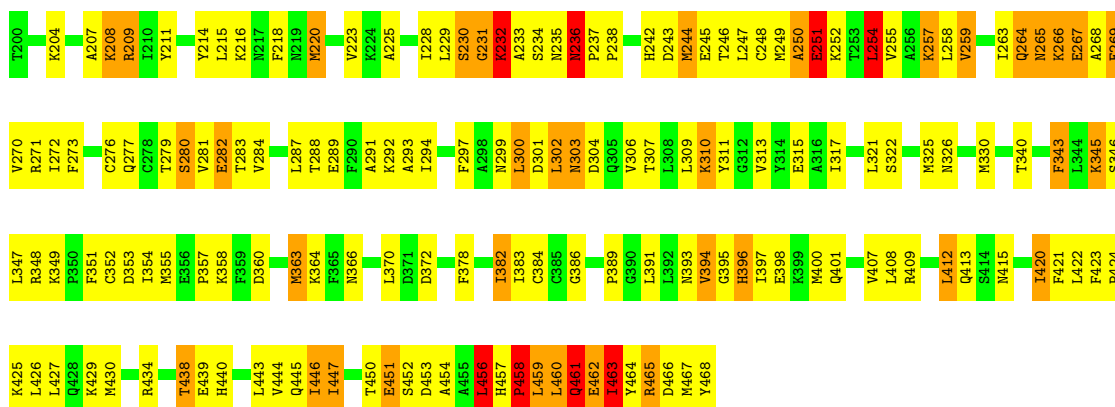 T200 K204 A207 K208 R209 I210 Y211 Y214 L215 K216 N217 F218 N219 M220 V223 K224 A225 I228 L229 S230 G231 K232 A233 S234 N235 N236 P237 P238 H242 D243 M244 E245 T246 L247 C248 M249 A250 E251 K252 T253 L254 V255 A256 K257 L258 V259 I263 Q264 N265 K266 E267 A268
V270 R271 I272 F273 C276 Q277 C278 T279 S280 V281 E282 T283 V284 L287 T288 E289 F290 A291 K292 A293 I294 F297 A298 N299 L300 D301 L302 N303 D304 Q305 V306 T307 L308 L309 K310 Y311 G312 V313 Y314 E315 A316 I317 L321 S322 M325 N326 M330 T340 F343 L344 K345 S346
L347 R348 K349 P350 F351 C352 D353 I354 M355 E356 P357 K358 F359 D360 M363 K364 F365 N366 L370 D371 D372 F378 I382 I383 C384 C385 G386 P389 G390 L391 L392 N393 V394 G395 H396 I397 E398 K399 M400 Q401 V407 L408 R409 L412 Q413 S414 N415 I420 F421 L422 F423
K425 L426 L427 Q428 K429 M430 R434 T438 E439 H440 L443 V444 Q445 I446 I447 T450 E451 S452 D453 A454 A455 L456 H457 P458 L459 L460 Q461 E462 I463 Y464 R465 D466 M467 Y468